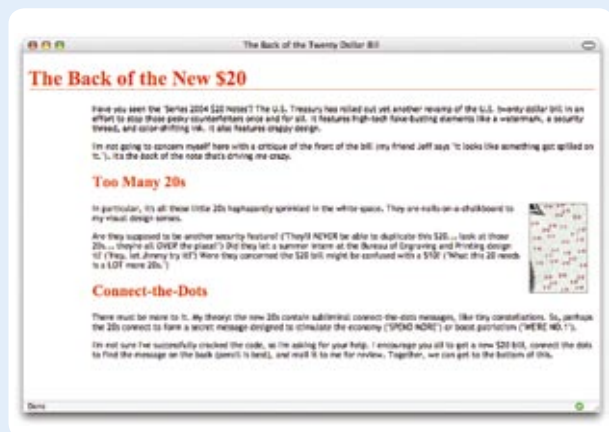 The Back of the Twenty Dollar Bill
The Back of the New $20
Have you seen the "Series 2004 $20 Notes"? The U.S. Treasury has rolled out yet another revamp of the U.S. twenty dollar bill in an
effort to stop those pesky counterfeiters once and for all. It features high-tech fake-busting elements like a watermark, a security
thread, and color-shifting ink. It also features crappy design.
I'm not going to concern myself here with a critique of the front of the bill (my friend Jeff says "it looks like something got spilled on
it."). Its the back of the note that's driving me crazy.
Too Many 20s
In particular, it's all those little 20s haphazardly sprinkled in the white space. They are nails-on-a-chalkboard to
my visual design senses.
Are they supposed to be another security feature? ("They'll NEVER be able to duplicate this $20... look at those
20s... they're all OVER the place!") Did they let a summer intern at the Bureau of Engraving and Printing design
it? ("Hey, let Jimmy try it!") Were they concerned the $20 bill might be confused with a $10? ("What this 20 needs
is a LOT more 20s.")
Connect-the-Dots
There must be more to it. My theory: the new 20s contain subliminal connect-the-dots messages, like tiny constellations. So, perhaps
the 20s connect to form a secret message designed to stimulate the economy ("SPEND MORE") or boost patriotism ("WE'RE NO. 1").
I'm not sure I've successfully cracked the code, so I'm asking for your help. I encourage you all to get a new $20 bill, connect the dots
to find the message on the back (pencil is best), and mail it to me for review. Together, we can get to the bottom of this.
Done